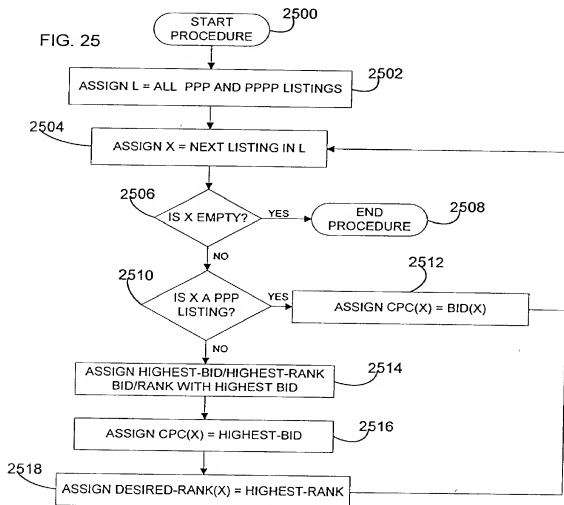 FIG. 25
START
PROCEDURE
2500
ASSIGN L = ALL PPP AND PPPP LISTINGS
2502
2504
ASSIGN X = NEXT LISTING IN L
2506
IS X EMPTY?
YES
END
PROCEDURE
2508
NO
2510
IS X A PPP
LISTING?
YES
2512
ASSIGN CPC(X) = BID(X)
NO
ASSIGN HIGHEST-BID/HIGHEST-RANK
BID/RANK WITH HIGHEST BID
2514
ASSIGN CPC(X) = HIGHEST-BID
2516
2518
ASSIGN DESIRED-RANK(X) = HIGHEST-RANK